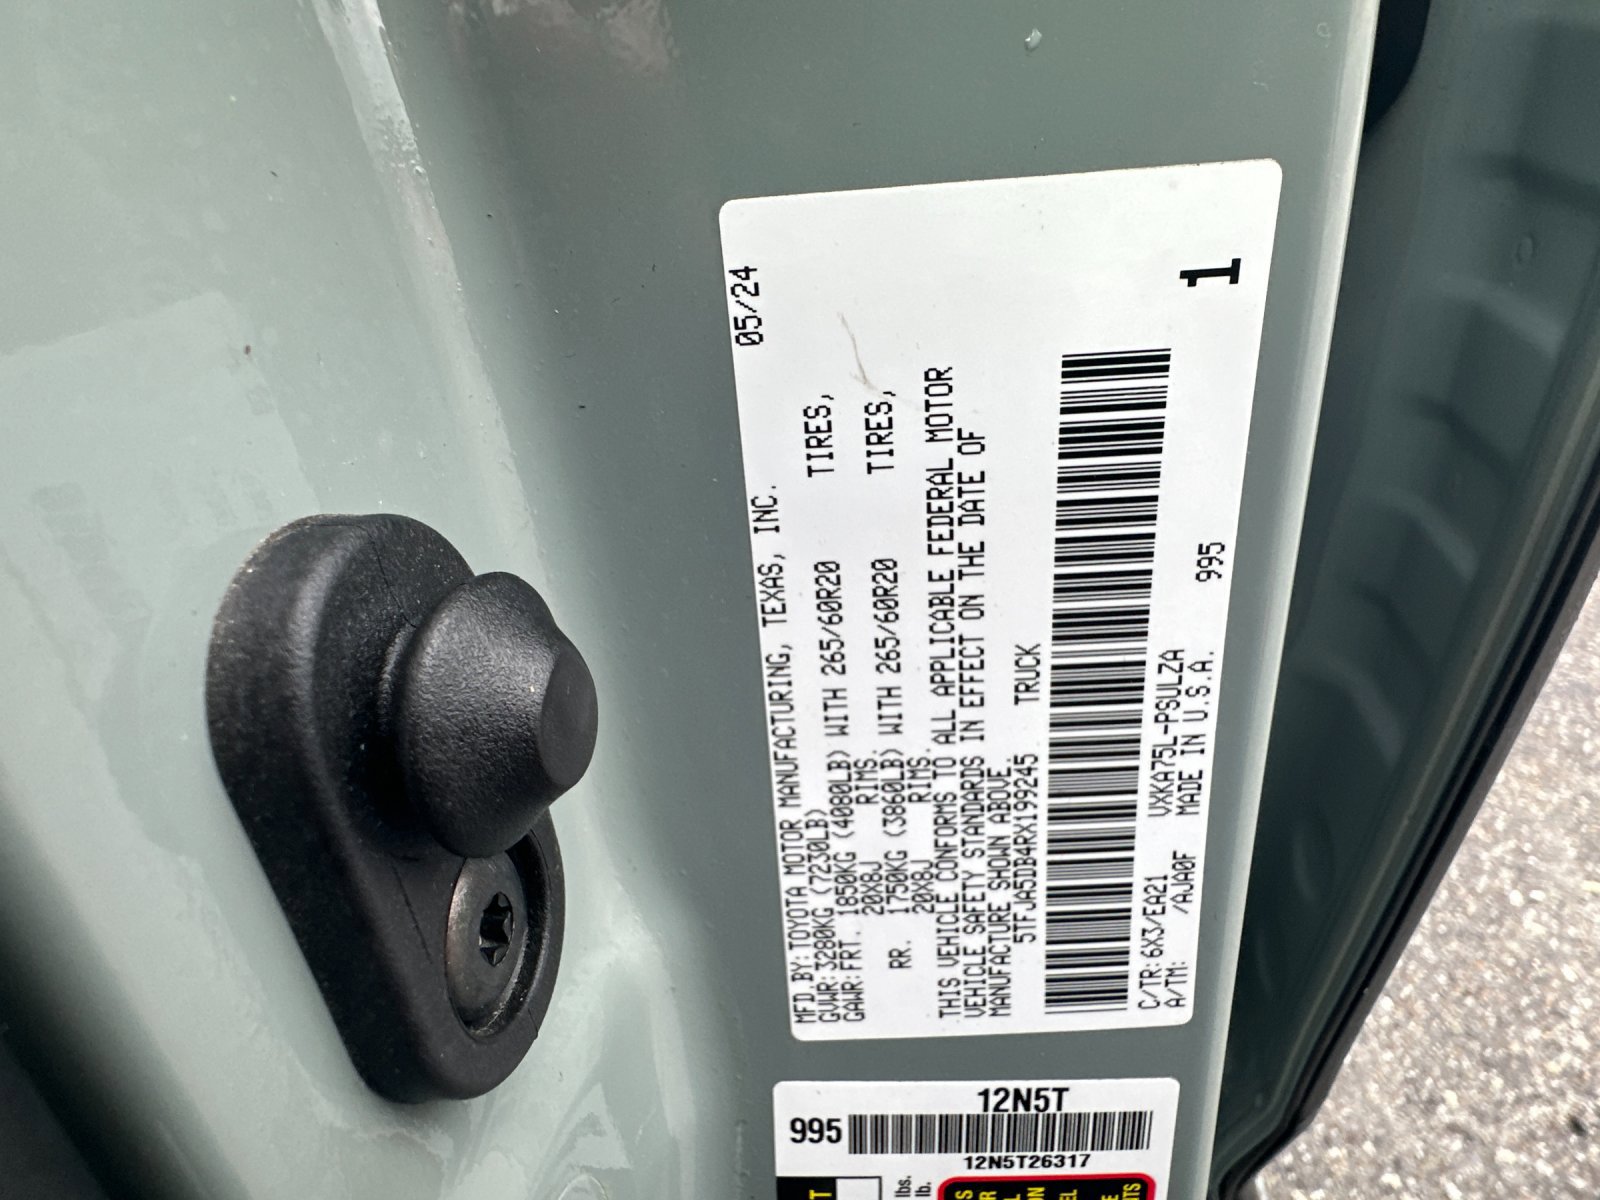 MFD.BY:TOYOTA MOTOR MANUFACTURING, TEXAS, INC. 05/24
GVWR:3280KG (7230LB)
GAWR:FRT. 1850KG (4080LB) WITH 265/60R20 TIRES,
20X8J RIMS.
RR. 1750KG (3860LB) WITH 265/60R20 TIRES,
20X8J RIMS.
THIS VEHICLE CONFORMS TO ALL APPLICABLE FEDERAL MOTOR
VEHICLE SAFETY STANDARDS IN EFFECT ON THE DATE OF
MANUFACTURE SHOWN ABOVE.
5TFJA5DB4RX199245 TRUCK
C/TR:6X3/EA21 VXKA75L-PSULZA
A/TM: /AJA0F MADE IN U.S.A. 995
1
12N5T
995
12N5T26317
lbs.
lb.